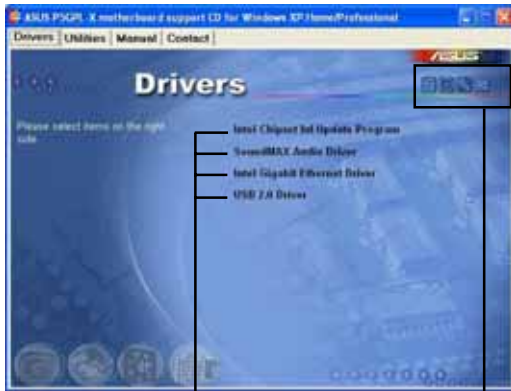 ASUS P5GPL-X motherboard support CD for Windows XP Home/Professional
Drivers Utilities Manual Contact
ASUS
Drivers
Please select items on the right side
Intel Chipset Inf Update Program
SoundMAX Audio Driver
Intel Gigabit Ethernet Driver
USB 2.0 Driver